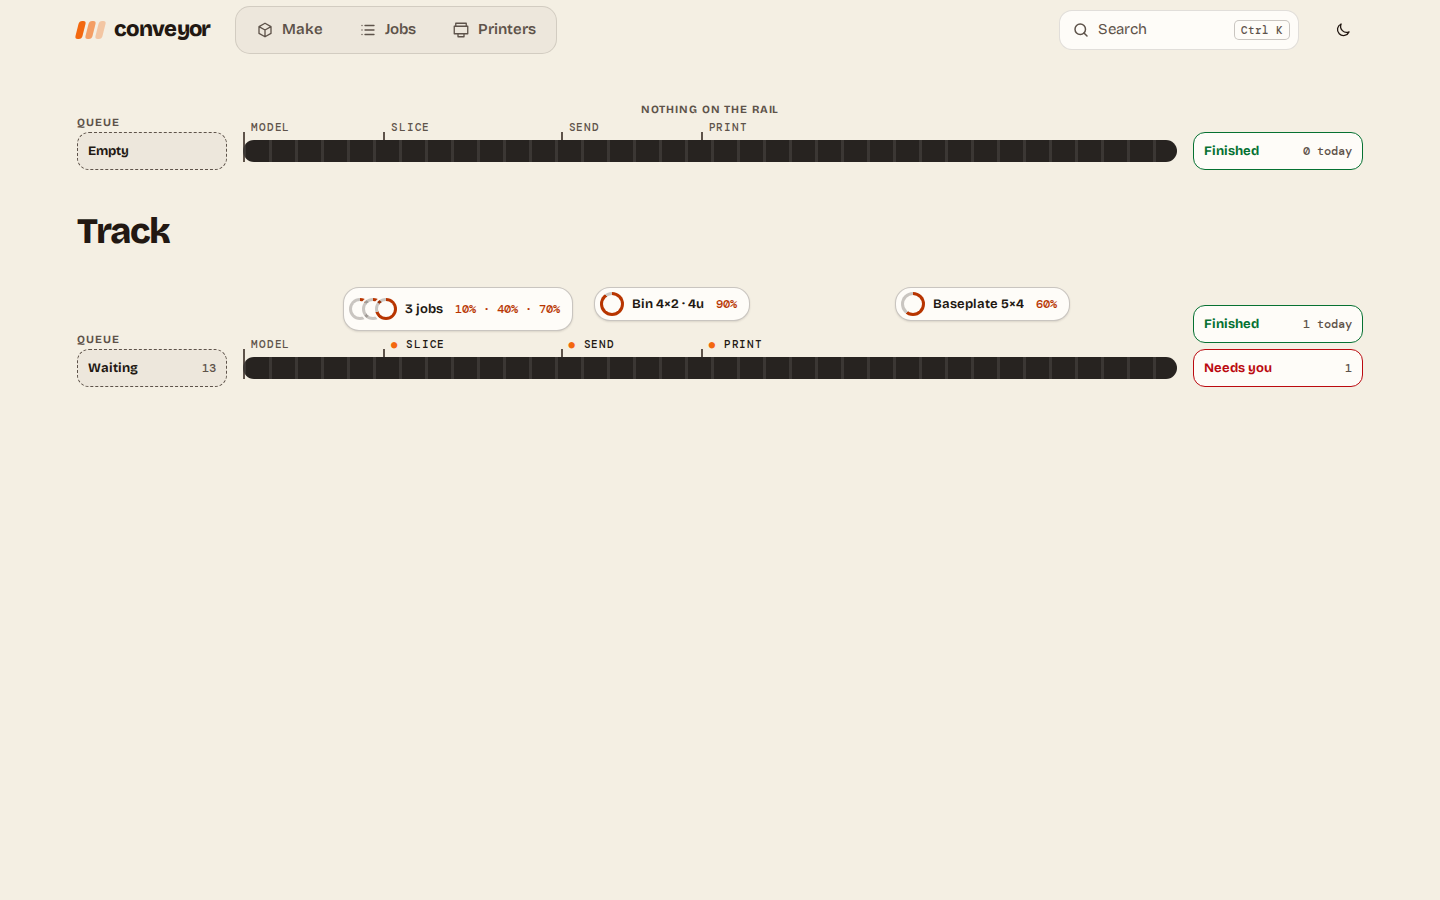 conveyor Make Jobs Printers Search Ctrl K
NOTHING ON THE RAIL
QUEUE MODEL SLICE SEND PRINT
Empty Finished 0 today
Track
3 jobs 10% · 40% · 70% Bin 4×2 · 4u 90% Baseplate 5×4 60%
Finished 1 today
QUEUE MODEL SLICE SEND PRINT
Waiting 13 Needs you 1